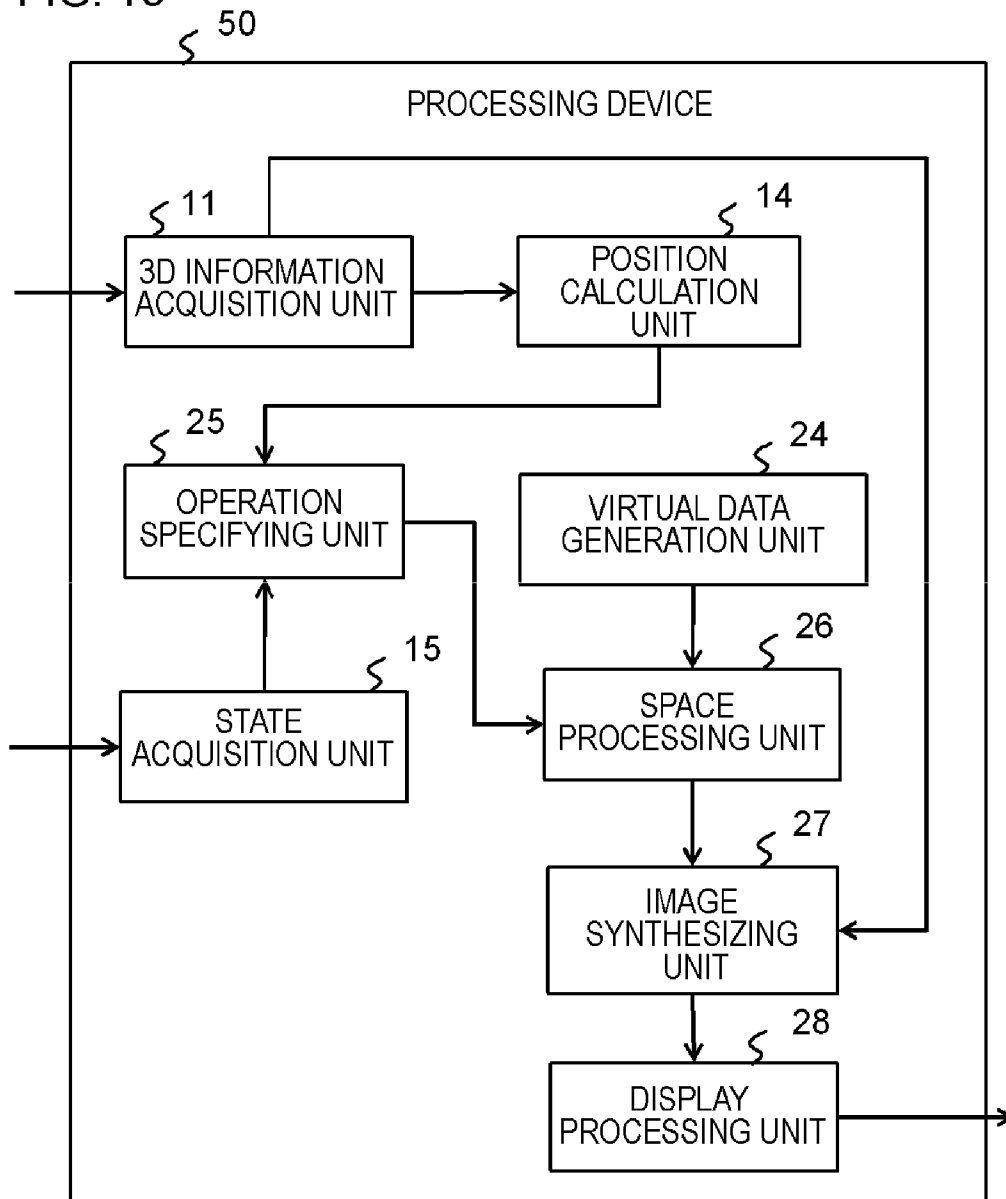 FIG.
50
PROCESSING DEVICE
11
3D INFORMATION
ACQUISITION UNIT
14
POSITION
CALCULATION
UNIT
25
OPERATION
SPECIFYING UNIT
24
VIRTUAL DATA
GENERATION UNIT
15
STATE
ACQUISITION UNIT
26
SPACE
PROCESSING UNIT
27
IMAGE
SYNTHESIZING
UNIT
28
DISPLAY
PROCESSING UNIT